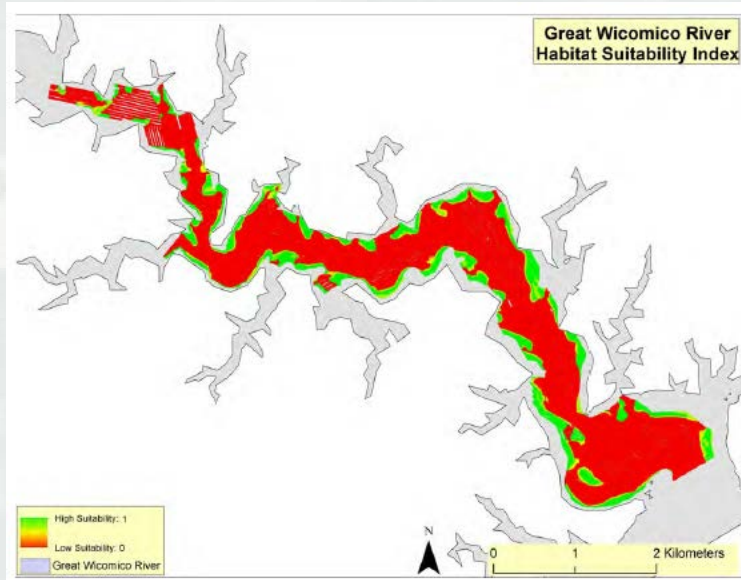 Great Wicomico River
Habitat Suitability Index
High Suitability: 1
Low Suitability: 0
Great Wicomico River
N
0 1 2 Kilometers